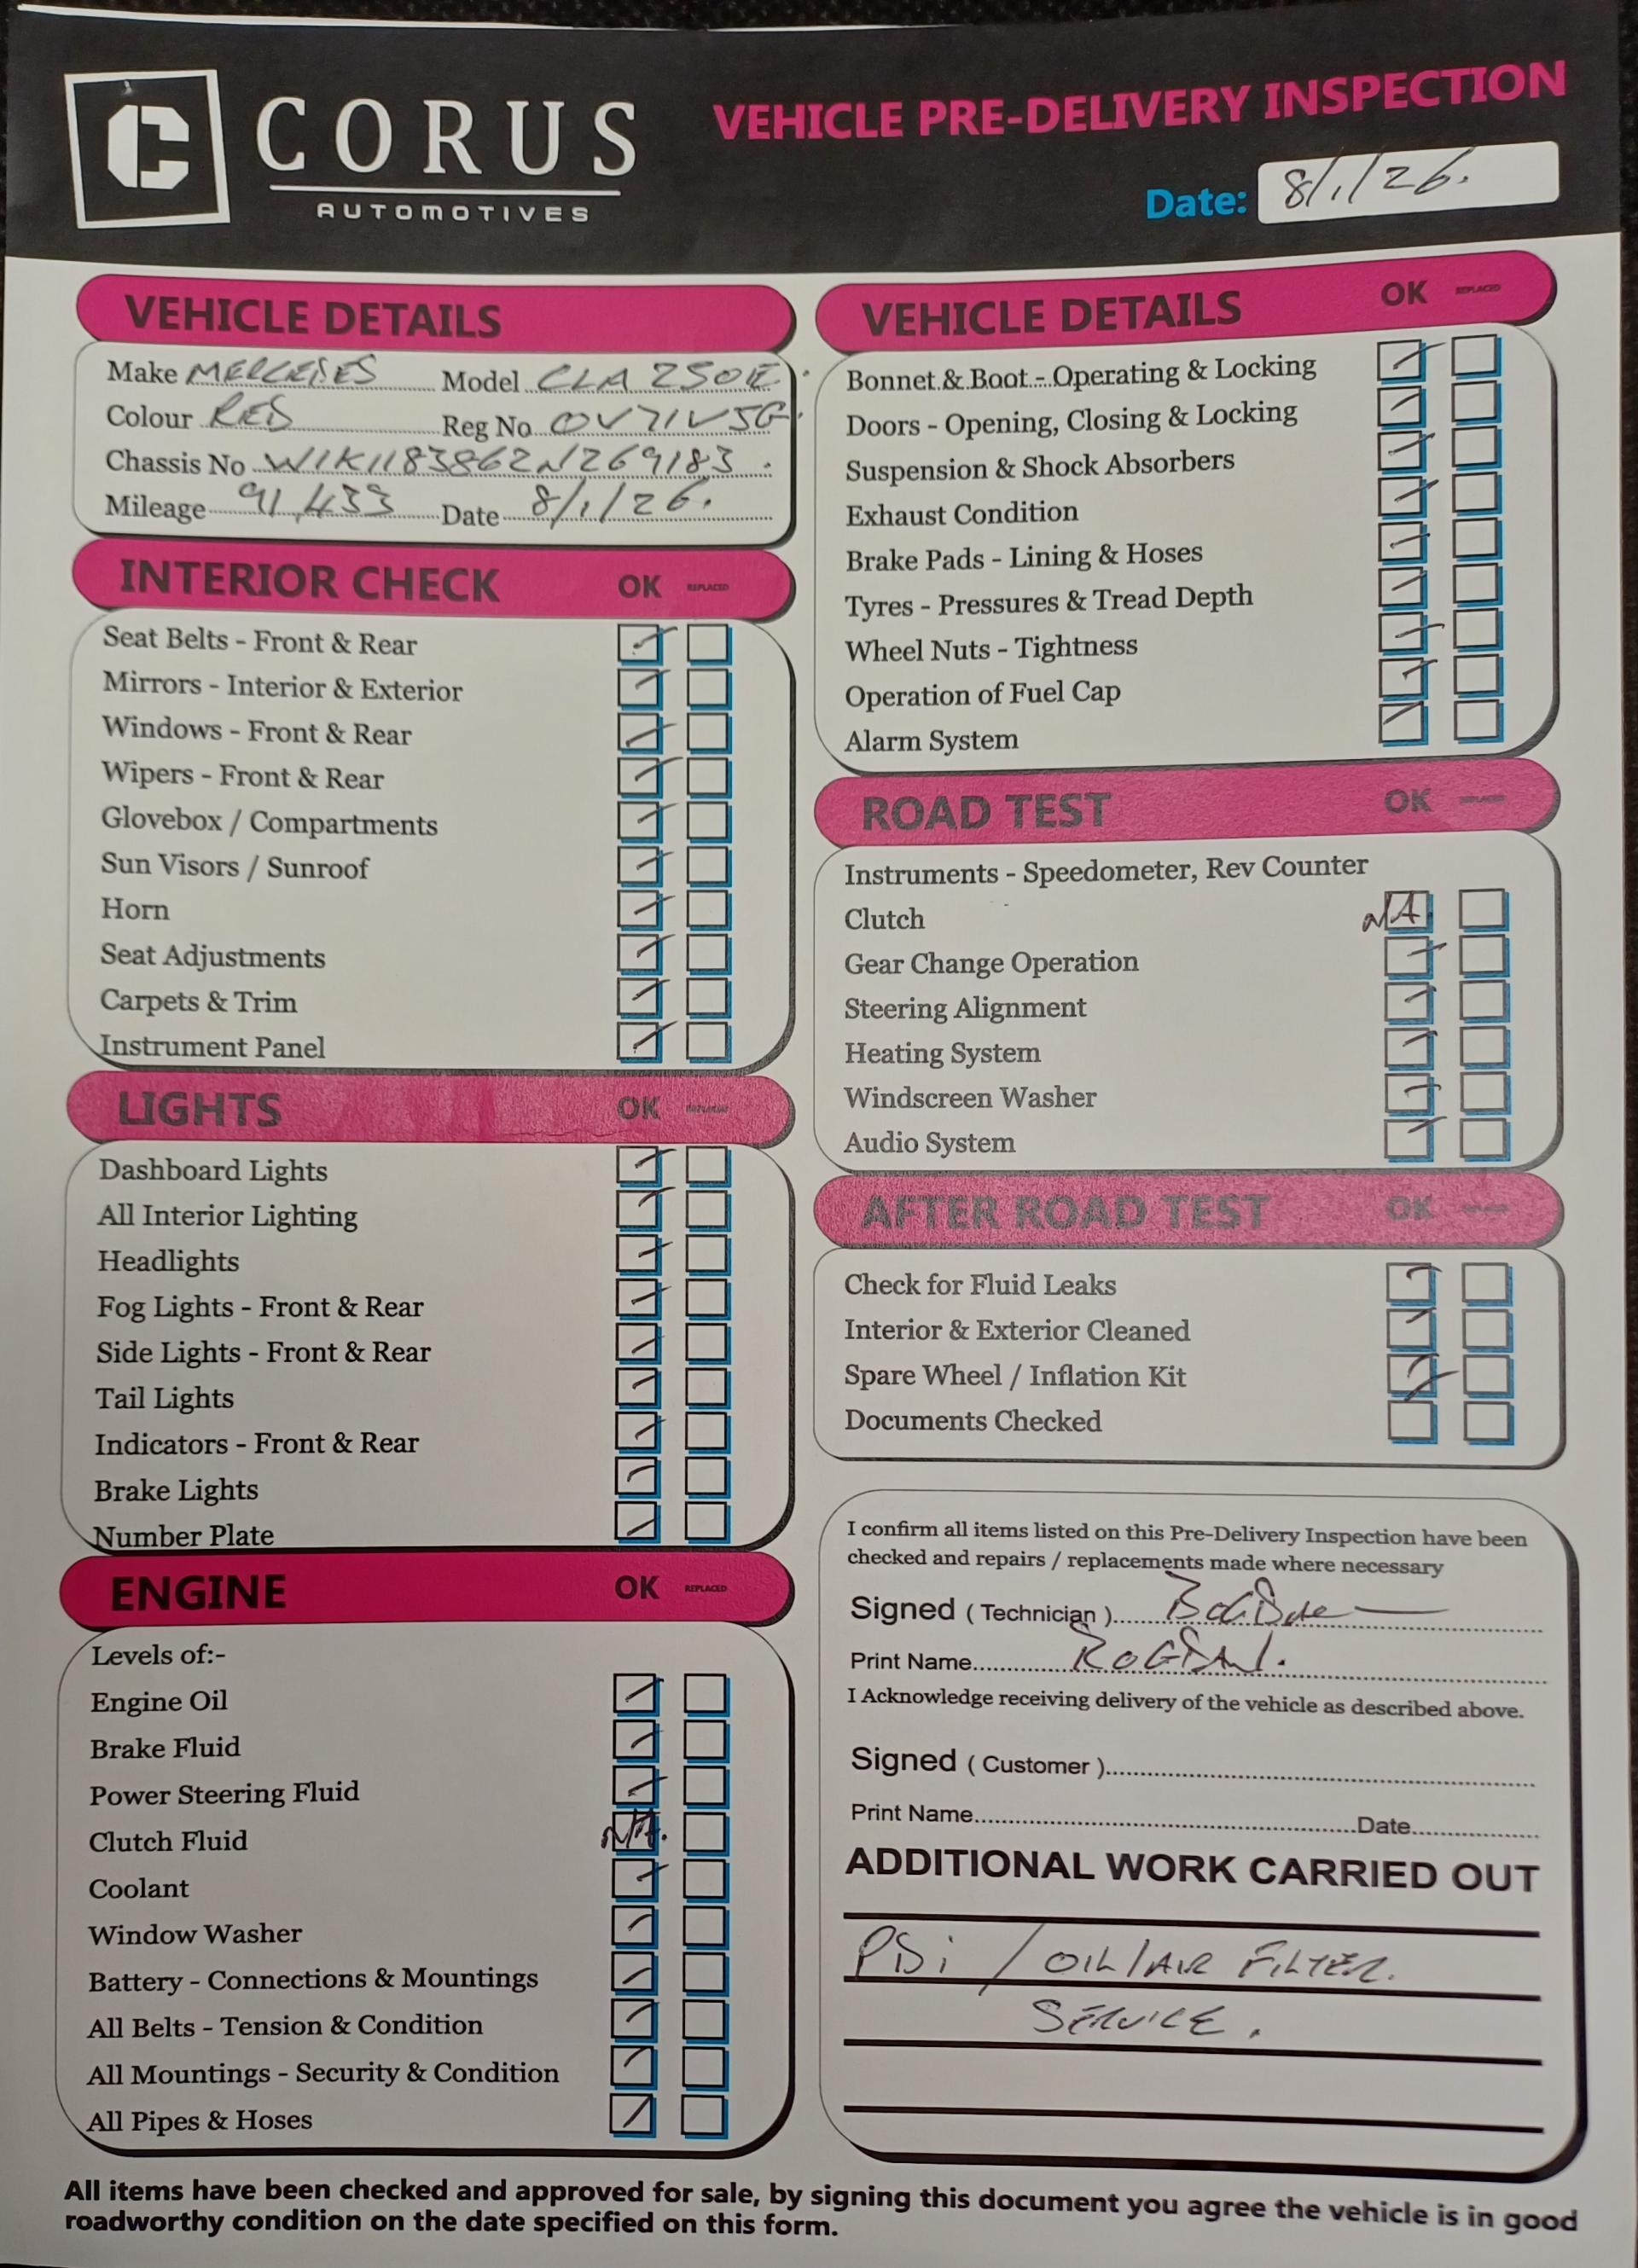 CORUS
AUTOMOTIVES
VEHICLE PRE-DELIVERY INSPECTION
Date: 8/1/26.
VEHICLE DETAILS
Make MERCEDES Model CLA 250E.
Colour RED Reg No OV71VSG.
Chassis No W1K1183862N269183.
Mileage 91,433 Date 8/1/26.
INTERIOR CHECK OK REPLACED
Seat Belts - Front & Rear
Mirrors - Interior & Exterior
Windows - Front & Rear
Wipers - Front & Rear
Glovebox / Compartments
Sun Visors / Sunroof
Horn
Seat Adjustments
Carpets & Trim
Instrument Panel
LIGHTS OK REPLACED
Dashboard Lights
All Interior Lighting
Headlights
Fog Lights - Front & Rear
Side Lights - Front & Rear
Tail Lights
Indicators - Front & Rear
Brake Lights
Number Plate
ENGINE OK REPLACED
Levels of:-
Engine Oil
Brake Fluid
Power Steering Fluid
Clutch Fluid N/A.
Coolant
Window Washer
Battery - Connections & Mountings
All Belts - Tension & Condition
All Mountings - Security & Condition
All Pipes & Hoses
VEHICLE DETAILS OK REPLACED
Bonnet & Boot - Operating & Locking
Doors - Opening, Closing & Locking
Suspension & Shock Absorbers
Exhaust Condition
Brake Pads - Lining & Hoses
Tyres - Pressures & Tread Depth
Wheel Nuts - Tightness
Operation of Fuel Cap
Alarm System
ROAD TEST OK
Instruments - Speedometer, Rev Counter
Clutch N/A.
Gear Change Operation
Steering Alignment
Heating System
Windscreen Washer
Audio System
AFTER ROAD TEST OK
Check for Fluid Leaks
Interior & Exterior Cleaned
Spare Wheel / Inflation Kit
Documents Checked
I confirm all items listed on this Pre-Delivery Inspection have been
checked and repairs / replacements made where necessary
Signed ( Technician )
Print Name
I Acknowledge receiving delivery of the vehicle as described above.
Signed ( Customer )
Print Name Date
ADDITIONAL WORK CARRIED OUT
PDi / OIL/AIR FILTER.
SERVICE.
All items have been checked and approved for sale, by signing this document you agree the vehicle is in good
roadworthy condition on the date specified on this form.